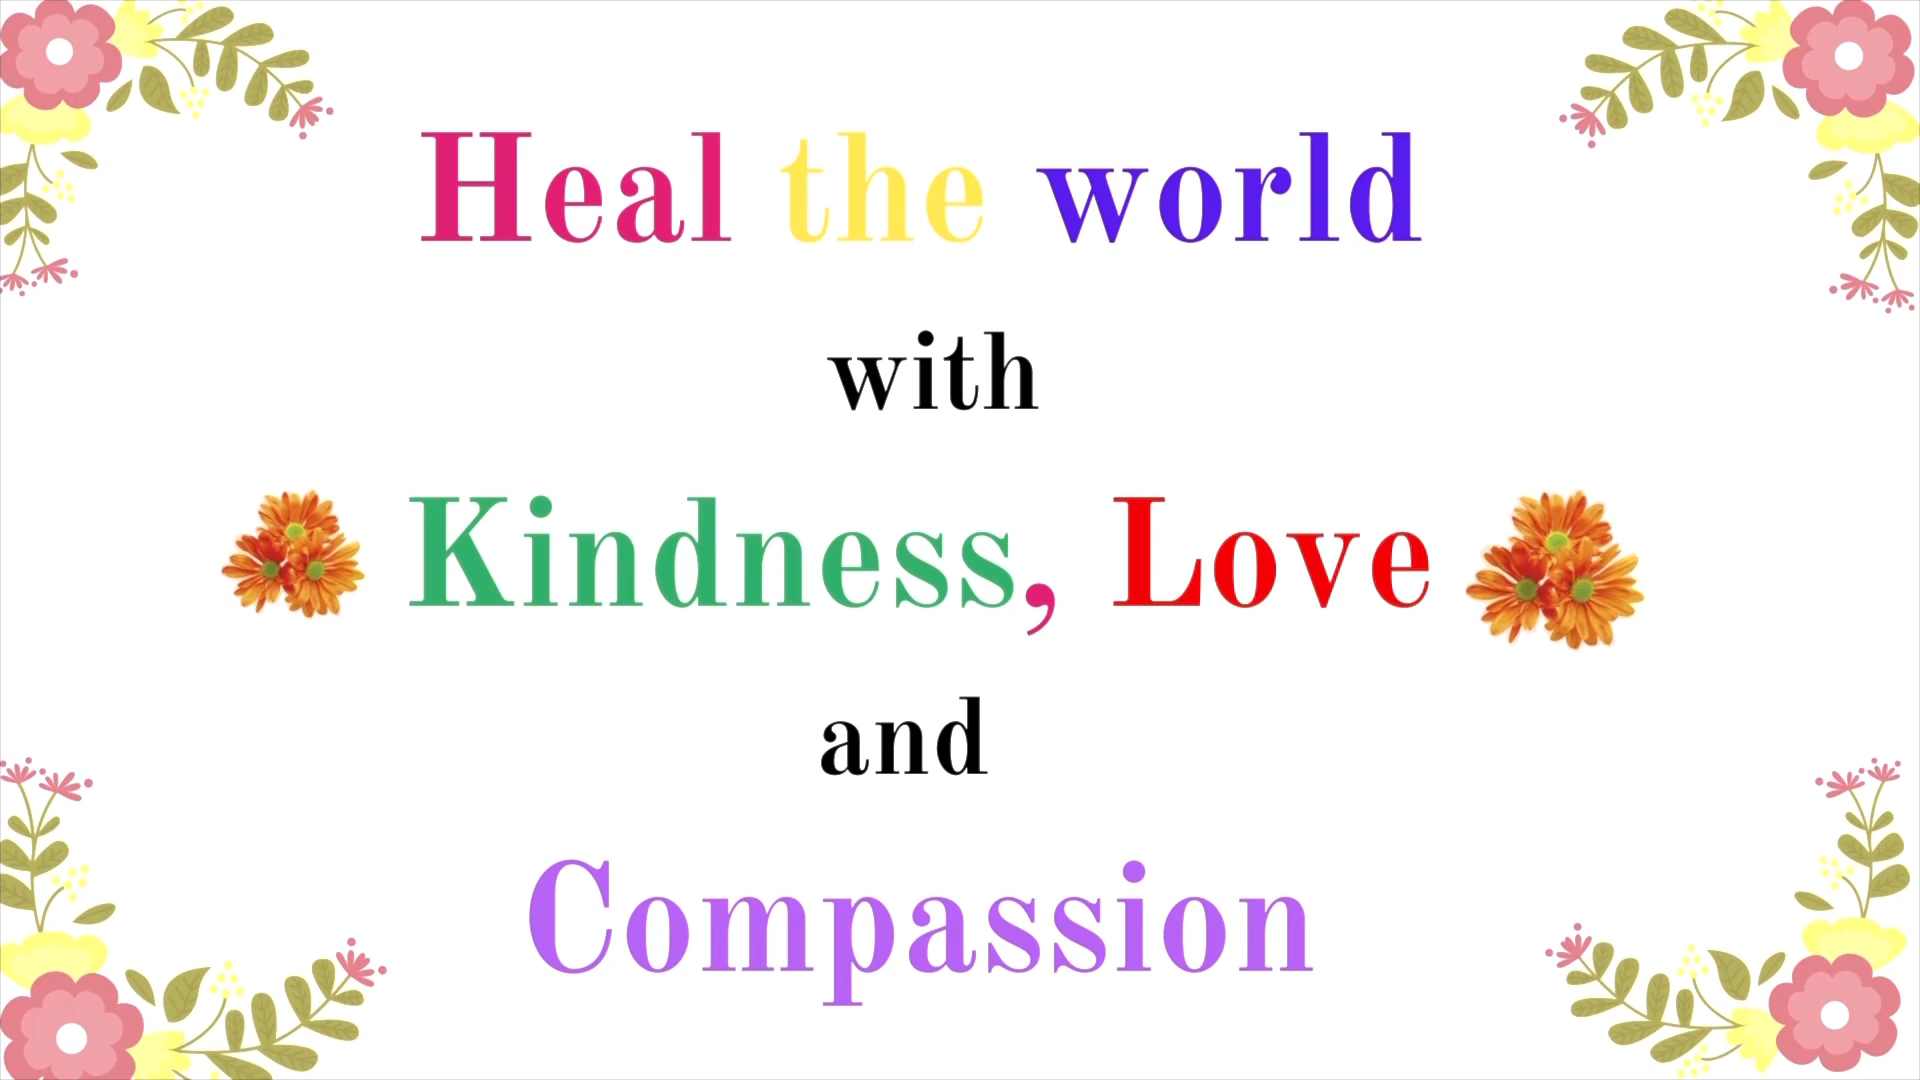 Heal the world
with
Kindness, Love
and
Compassion